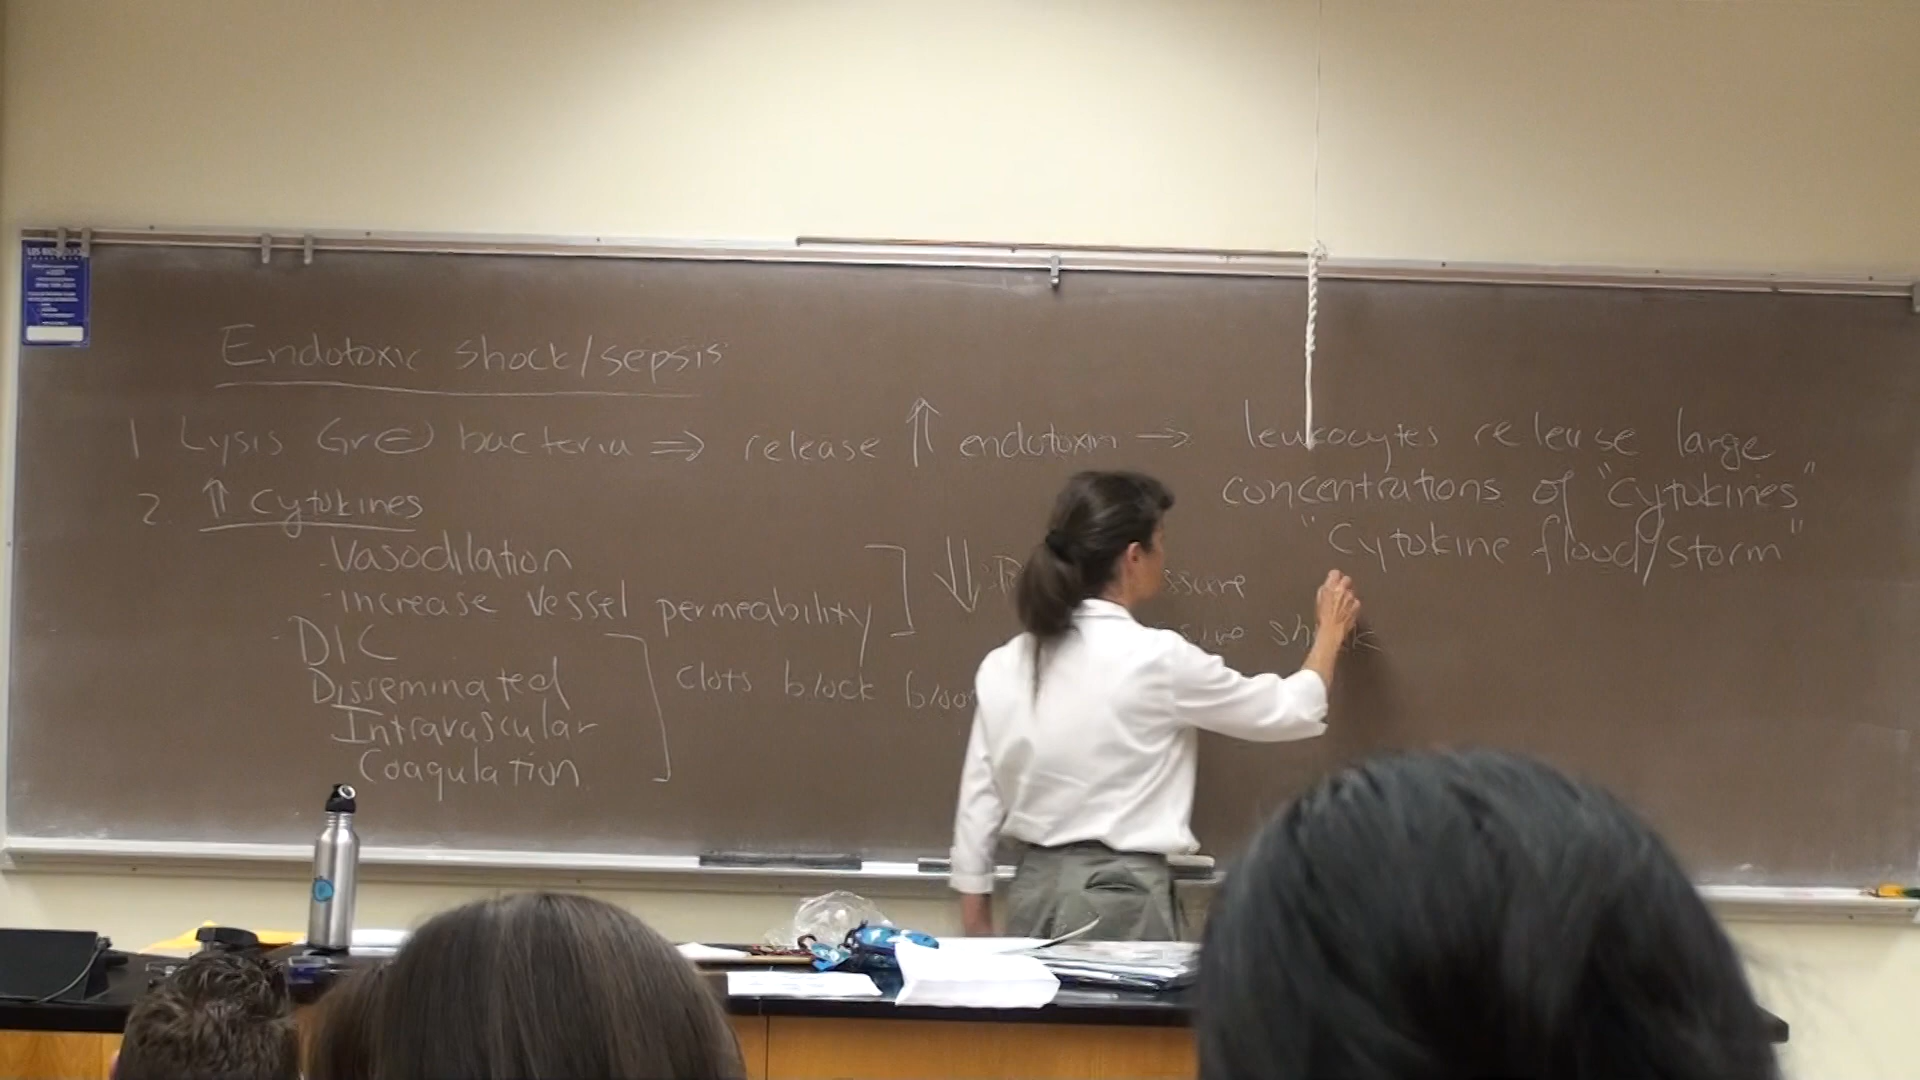 Endotoxic shock/sepsis
1 Lysis Gr⊖ bacteria ⇒ release ⇑ endotoxin → leukocytes release large
concentrations of "cytokines"
"Cytokine flood/storm"
2. ⇑ Cytokines
-Vasodilation
-increase vessel permeability
⇓
-DIC
Disseminated
Intravascular
Coagulation
clots block